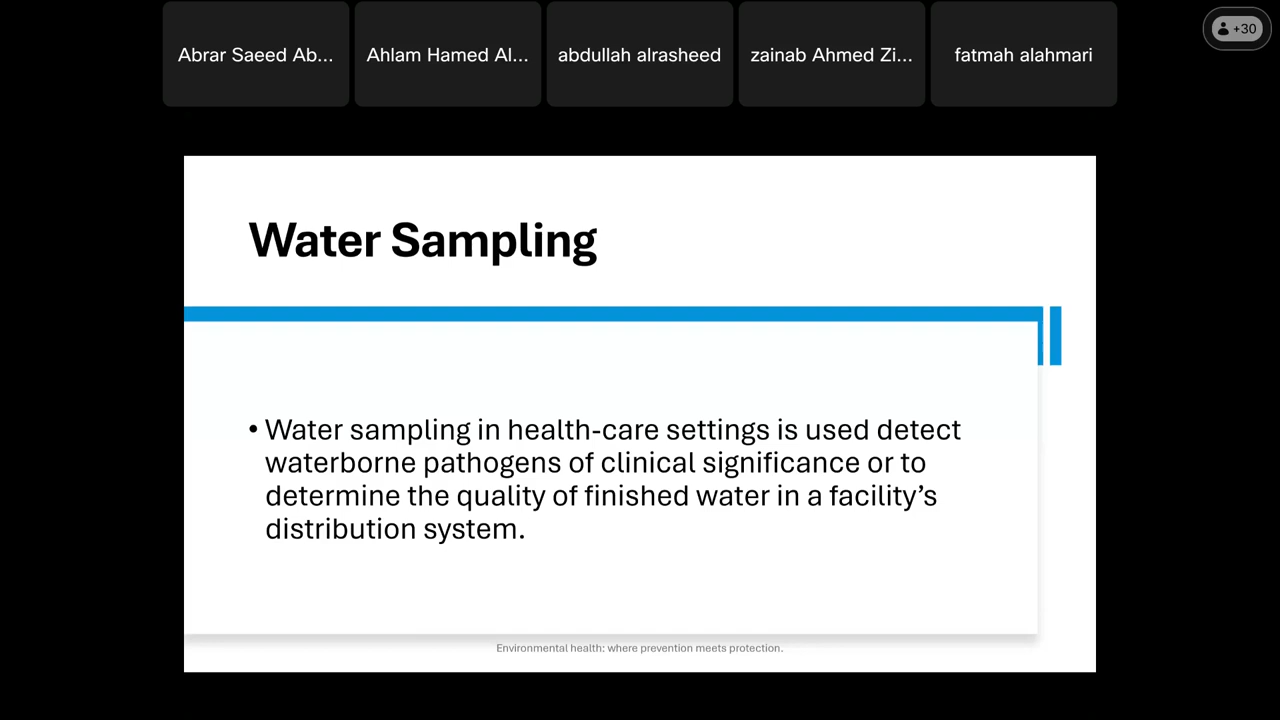 Abrar Saeed Ab...
Ahlam Hamed Al...
abdullah alrasheed
zainab Ahmed Zi...
fatmah alahmari
+30
Water Sampling
• Water sampling in health-care settings is used detect
waterborne pathogens of clinical significance or to
determine the quality of finished water in a facility’s
distribution system.
Environmental health: where prevention meets protection.